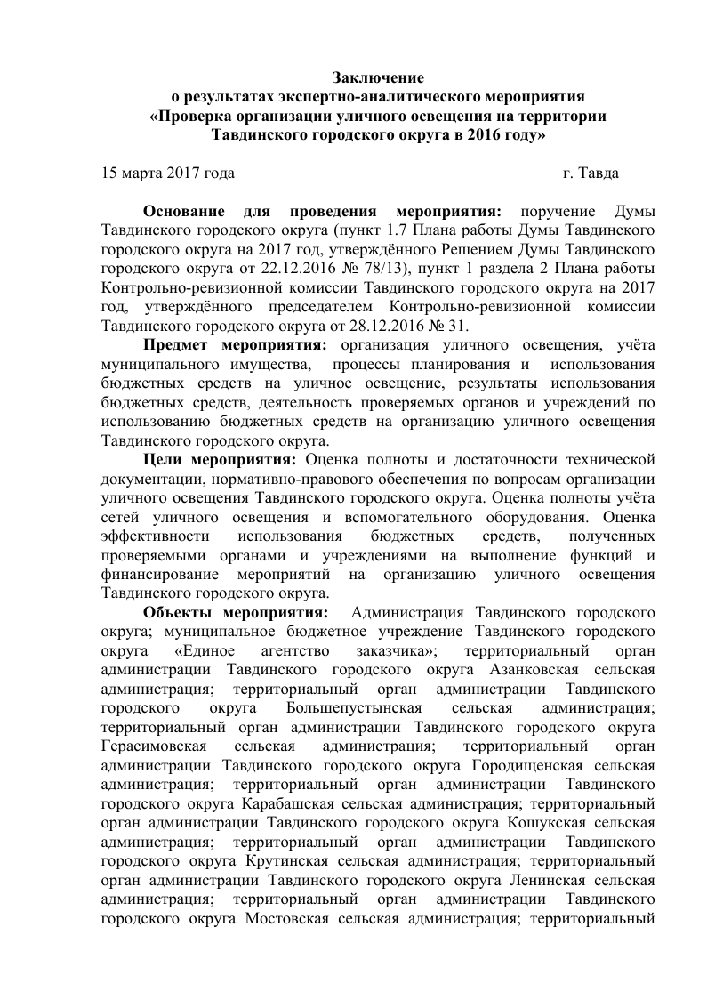 Заключение
о результатах экспертно-аналитического мероприятия
«Проверка организации уличного освещения на территории
Тавдинского городского округа в 2016 году»
15 марта 2017 года г. Тавда
Основание для проведения мероприятия: поручение Думы
Тавдинского городского округа (пункт 1.7 Плана работы Думы Тавдинского
городского округа на 2017 год, утверждённого Решением Думы Тавдинского
городского округа от 22.12.2016 № 78/13), пункт 1 раздела 2 Плана работы
Контрольно-ревизионной комиссии Тавдинского городского округа на 2017
год, утверждённого председателем Контрольно-ревизионной комиссии
Тавдинского городского округа от 28.12.2016 № 31.
Предмет мероприятия: организация уличного освещения, учёта
муниципального имущества, процессы планирования и использования
бюджетных средств на уличное освещение, результаты использования
бюджетных средств, деятельность проверяемых органов и учреждений по
использованию бюджетных средств на организацию уличного освещения
Тавдинского городского округа.
Цели мероприятия: Оценка полноты и достаточности технической
документации, нормативно-правового обеспечения по вопросам организации
уличного освещения Тавдинского городского округа. Оценка полноты учёта
сетей уличного освещения и вспомогательного оборудования. Оценка
эффективности использования бюджетных средств, полученных
проверяемыми органами и учреждениями на выполнение функций и
финансирование мероприятий на организацию уличного освещения
Тавдинского городского округа.
Объекты мероприятия: Администрация Тавдинского городского
округа; муниципальное бюджетное учреждение Тавдинского городского
округа «Единое агентство заказчика»; территориальный орган
администрации Тавдинского городского округа Азанковская сельская
администрация; территориальный орган администрации Тавдинского
городского округа Большепустынская сельская администрация;
территориальный орган администрации Тавдинского городского округа
Герасимовская сельская администрация; территориальный орган
администрации Тавдинского городского округа Городищенская сельская
администрация; территориальный орган администрации Тавдинского
городского округа Карабашская сельская администрация; территориальный
орган администрации Тавдинского городского округа Кошукская сельская
администрация; территориальный орган администрации Тавдинского
городского округа Крутинская сельская администрация; территориальный
орган администрации Тавдинского городского округа Ленинская сельская
администрация; территориальный орган администрации Тавдинского
городского округа Мостовская сельская администрация; территориальный